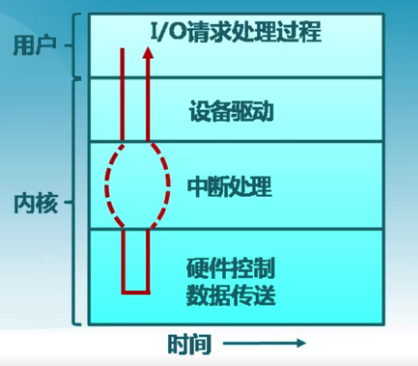 I/O请求处理过程
用户
设备驱动
中断处理
内核
硬件控制
数据传送
时间